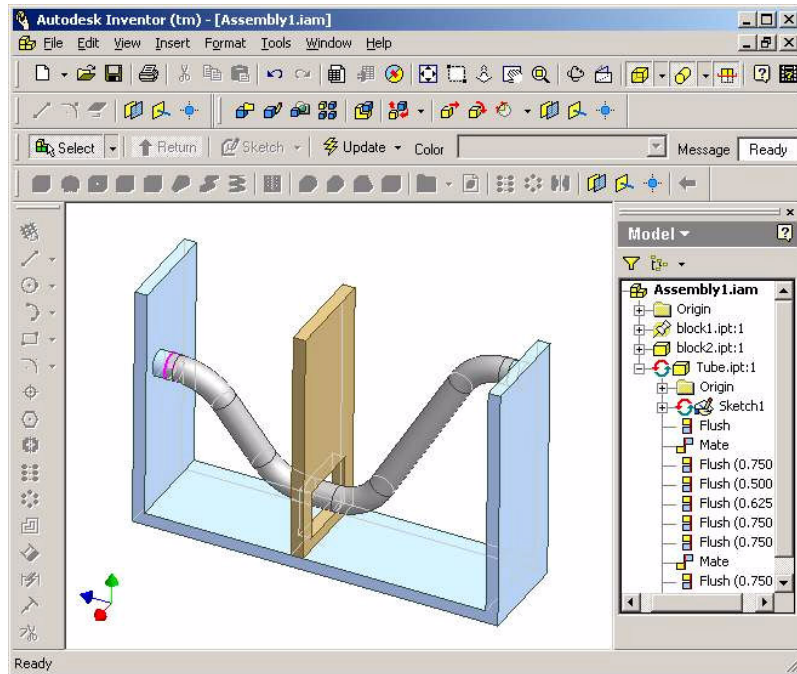 Autodesk Inventor (tm) - [Assembly1.iam]
File Edit View Insert Format Tools Window Help
Select Return Sketch Update Color Message Ready
Model
Assembly1.iam
Origin
block1.ipt:1
block2.ipt:1
Tube.ipt:1
Origin
Sketch1
Flush
Mate
Flush (0.750
Flush (0.500
Flush (0.625
Flush (0.750
Flush (0.750
Mate
Flush (0.750
Ready